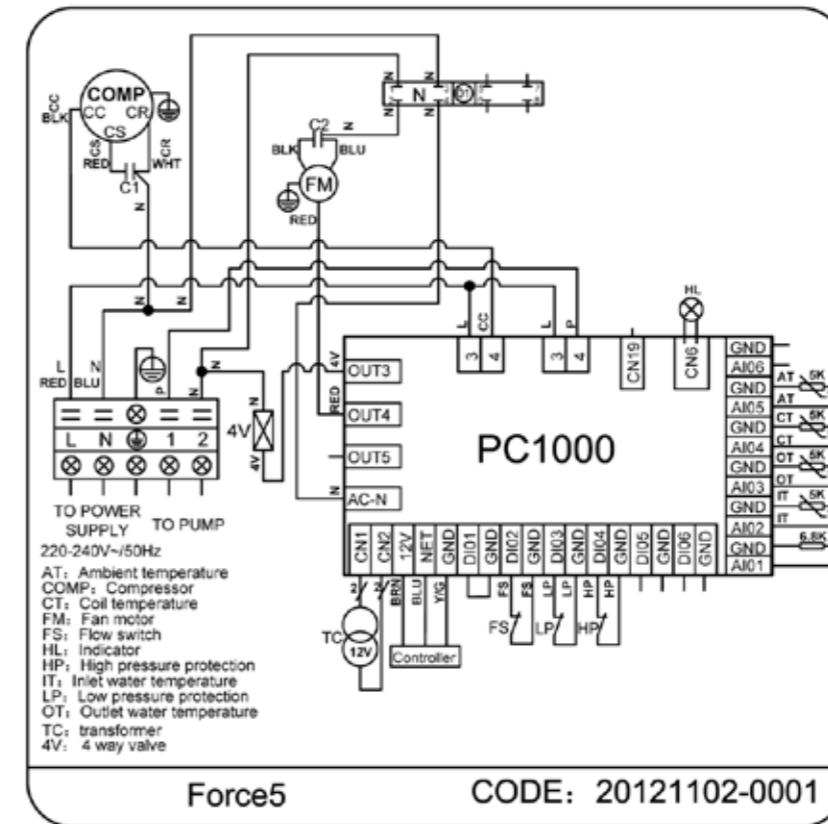 COMP
CC
CR
CS
CC
BLK
CS
RED
CR
WHT
C1
N
N
N
N
N
N
N
N
C2
N
BLK
BLU
FM
RED
L
CC
L
P
HL
L
N
RED
BLU
P
N
N
N
4V
4V
4V
RED
N
OUT3
OUT4
OUT5
AC-N
3
4
3
4
CN19
CN6
PC1000
GND
AI06
GND
AI05
GND
AI04
GND
AI03
GND
AI02
GND
AI01
AT
5K
AT
CT
5K
CT
OT
5K
OT
IT
5K
IT
6.8K
L
N
1
2
CN1
CN2
12V
NET
GND
DI01
GND
DI02
GND
DI03
GND
DI04
GND
DI05
GND
DI06
GND
2
2
BRN
BLU
Y/G
FS
FS
LP
LP
HP
HP
FS
LP
HP
TC
12V
Controller
TO POWER
SUPPLY
TO PUMP
220-240V~/50Hz
AT: Ambient temperature
COMP: Compressor
CT: Coil temperature
FM: Fan motor
FS: Flow switch
HL: Indicator
HP: High pressure protection
IT: Inlet water temperature
LP: Low pressure protection
OT: Outlet water temperature
TC: transformer
4V: 4 way valve
Force5
CODE: 20121102-0001